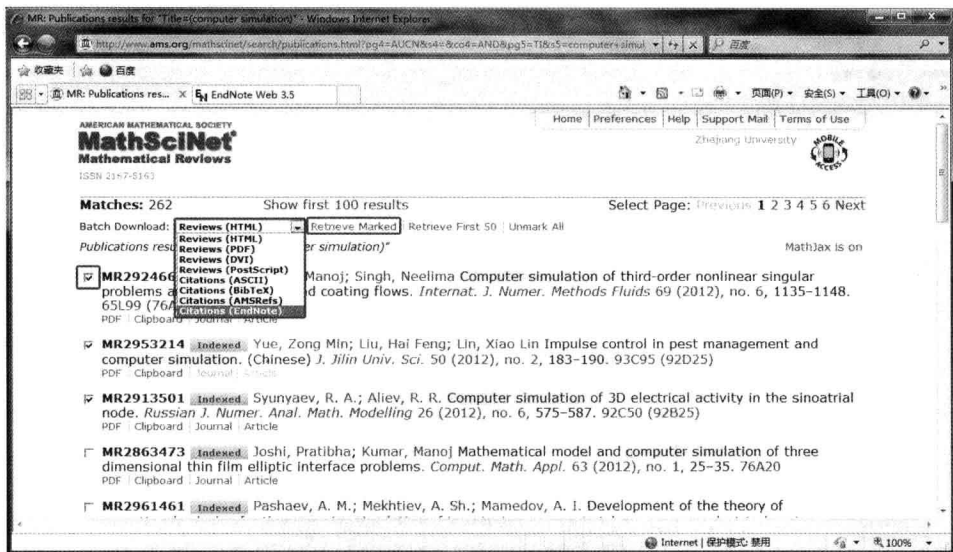 MR: Publications results for "Title=(computer simulation)" - Windows Internet Explorer
http://www.ams.org/mathscinet/search/publications.html?pg4=AUCN&s4=&co4=AND&pg5=TI&s5=computer+simul
百度
收藏夹 百度
MR: Publications res... EndNote Web 3.5 页面(P) 安全(S) 工具(O)
AMERICAN MATHEMATICAL SOCIETY
MathSciNet
Mathematical Reviews
ISSN 2167-5163
Home Preferences Help Support Mail Terms of Use
Zhejiang University
MOBILE ACCESS
Matches: 262 Show first 100 results Select Page: Previous 1 2 3 4 5 6 Next
Batch Download: Reviews (HTML) Retrieve Marked Retrieve First 50 Unmark All
Reviews (HTML)
Reviews (PDF)
Reviews (DVI)
Reviews (PostScript)
Citations (ASCII)
Citations (BibTeX)
Citations (AMSRefs)
Citations (EndNote)
Publications resu er simulation)" MathJax is on
MR292466 Manoj; Singh, Neelima Computer simulation of third-order nonlinear singular
problems a d coating flows. Internat. J. Numer. Methods Fluids 69 (2012), no. 6, 1135–1148.
65L99 (76A
PDF Clipboard Journal Article
MR2953214 Indexed Yue, Zong Min; Liu, Hai Feng; Lin, Xiao Lin Impulse control in pest management and
computer simulation. (Chinese) J. Jilin Univ. Sci. 50 (2012), no. 2, 183–190. 93C95 (92D25)
PDF Clipboard Journal Article
MR2913501 Indexed Syunyaev, R. A.; Aliev, R. R. Computer simulation of 3D electrical activity in the sinoatrial
node. Russian J. Numer. Anal. Math. Modelling 26 (2012), no. 6, 575–587. 92C50 (92B25)
PDF Clipboard Journal Article
MR2863473 Indexed Joshi, Pratibha; Kumar, Manoj Mathematical model and computer simulation of three
dimensional thin film elliptic interface problems. Comput. Math. Appl. 63 (2012), no. 1, 25–35. 76A20
PDF Clipboard Journal Article
MR2961461 Indexed Pashaev, A. M.; Mekhtiev, A. Sh.; Mamedov, A. I. Development of the theory of
Internet | 保护模式: 禁用 100%